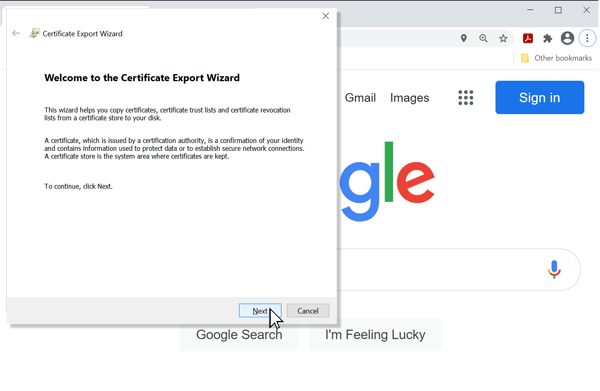 Certificate Export Wizard
Other bookmarks
Welcome to the Certificate Export Wizard
This wizard helps you copy certificates, certificate trust lists and certificate revocation
lists from a certificate store to your disk.
A certificate, which is issued by a certification authority, is a confirmation of your identity
and contains information used to protect data or to establish secure network connections.
A certificate store is the system area where certificates are kept.
To continue, click Next.
Gmail Images Sign in
gle
Next Cancel
Google Search I'm Feeling Lucky